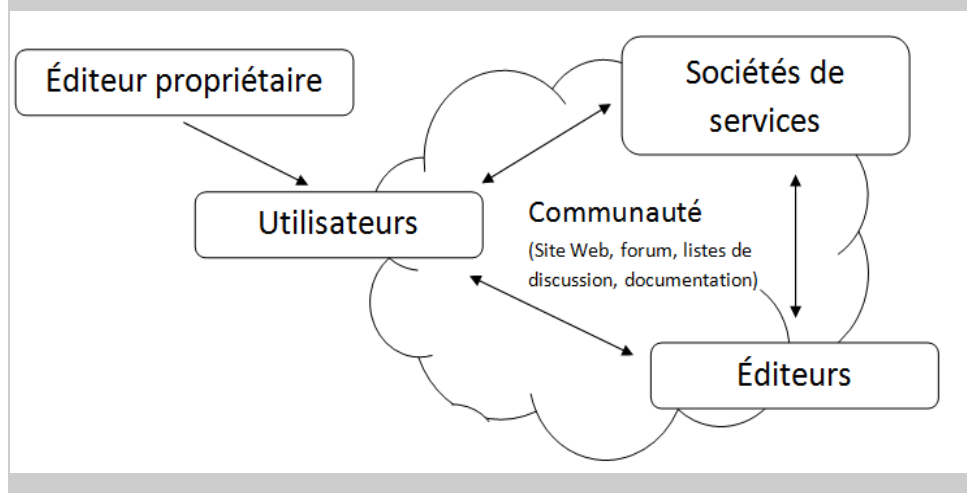 Éditeur propriétaire
Sociétés de
services
Utilisateurs
Communauté
(Site Web, forum, listes de
discussion, documentation)
Éditeurs